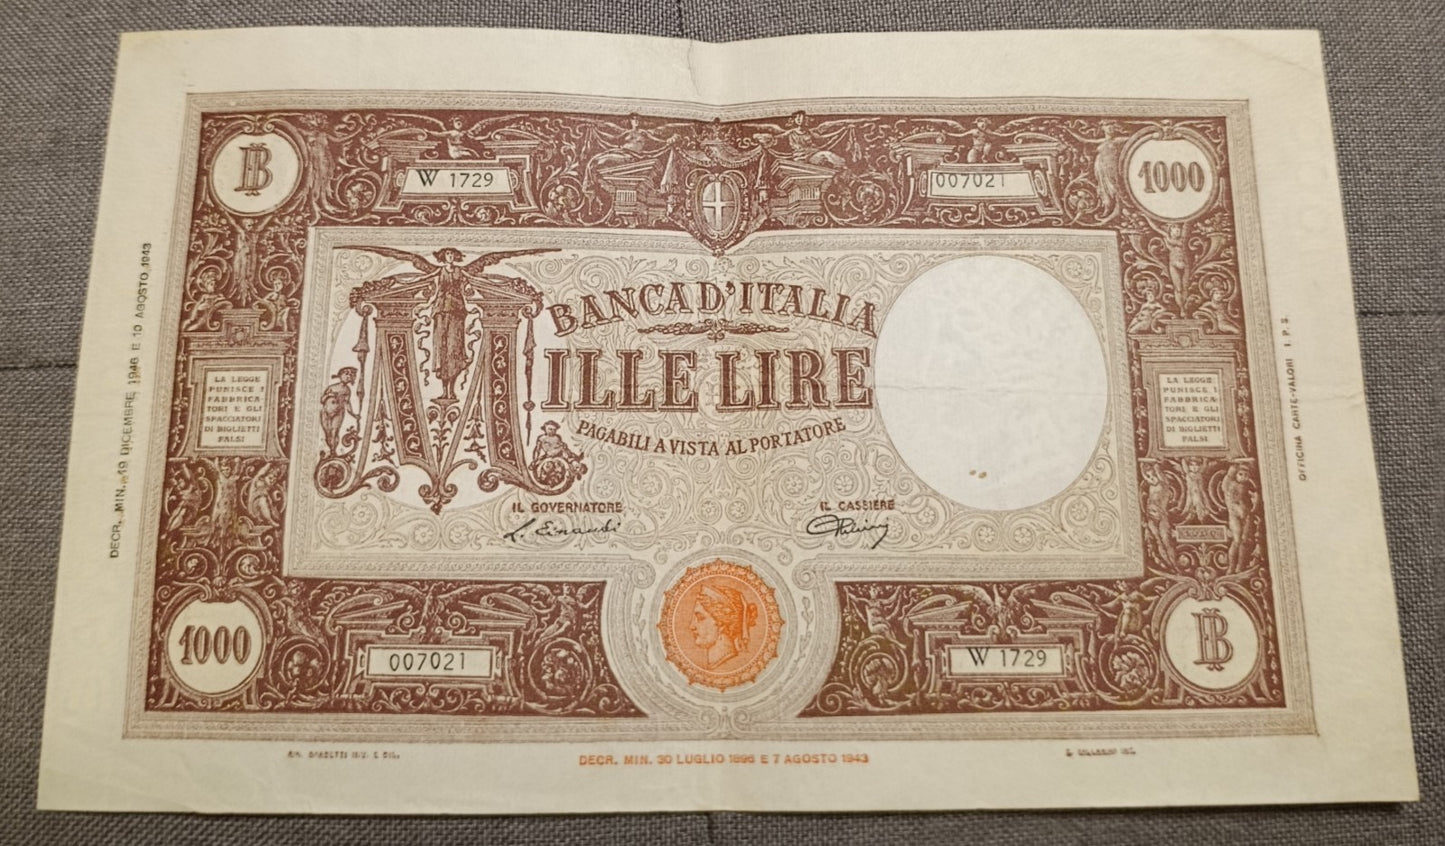 B
W 1729
007021
1000
BANCA D'ITALIA
MILLE LIRE
PAGABILI A VISTA AL PORTATORE
IL GOVERNATORE
L. Einaudi
IL CASSIERE
LA LEGGE
PUNISCE I
FABBRICA-
TORI E GLI
SPACCIATORI
DI BIGLIETTI
FALSI
LA LEGGE
PUNISCE I
FABBRICA-
TORI E GLI
SPACCIATORI
DI BIGLIETTI
FALSI
DECR. MIN. 19 DICEMBRE 1946 E 10 AGOSTO 1943
OFFICINA CARTE-VALORI I. P. S.
1000
007021
W 1729
B
DECR. MIN. 30 LUGLIO 1896 E 7 AGOSTO 1943